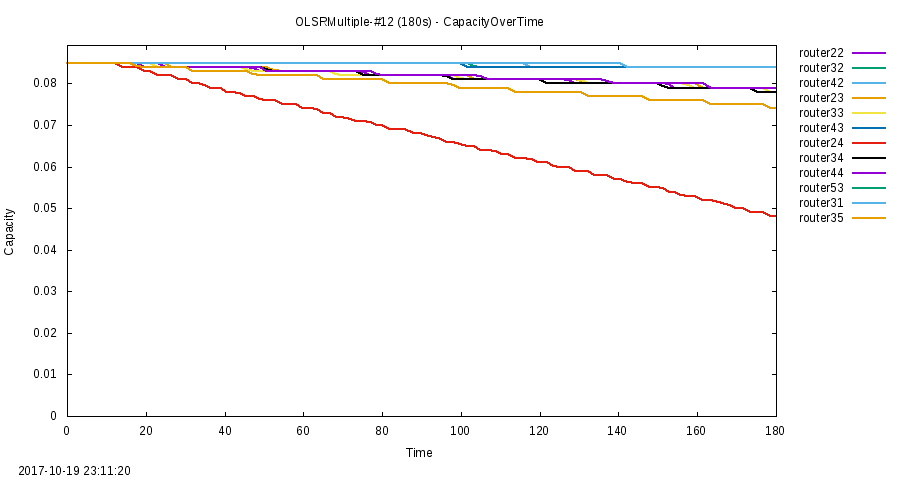 OLSRMultiple-#12 (180s) - CapacityOverTime
router22
router32
router42
router23
router33
router43
router24
router34
router44
router53
router31
router35
0.08
0.07
0.06
0.05
0.04
0.03
0.02
0.01
0
Capacity
0 20 40 60 80 100 120 140 160 180
Time
2017-10-19 23:11:20